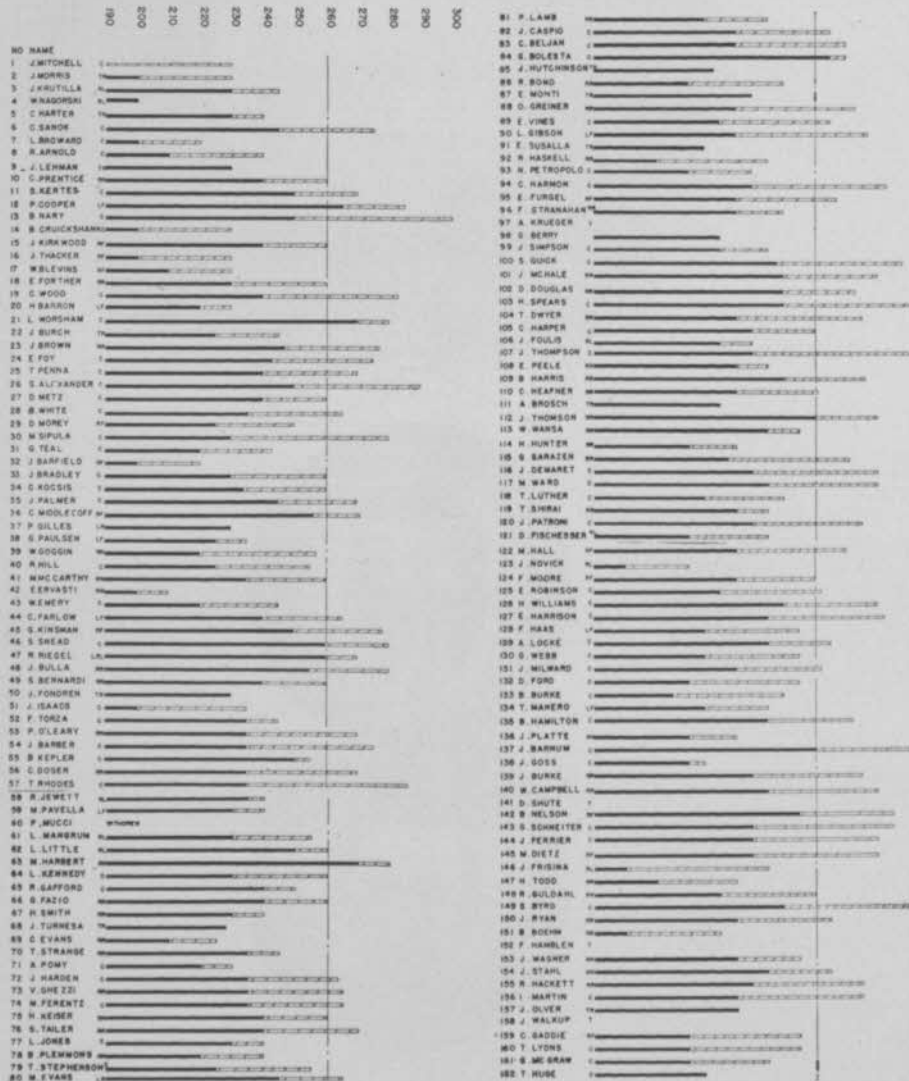 190 200 210 220 230 240 250 260 270 280 290 300
NO NAME
1 J.MITCHELL
2 J.MORRIS
3 J.KRUTILLA
4 W.NAGORSKI
5 C.HARTER
6 C.SANOK
7 L.BROWARD
8 R.ARNOLD
9 J.LEHMAN
10 C.PRENTICE
11 S.KERTES
12 P.COOPER
13 B.NARY
14 B.CRUICKSHANK
15 J.KIRKWOOD
16 J.THACKER
17 W.BLEVINS
18 E.FORTHER
19 C.WOOD
20 H.BARRON
21 L.WORSHAM
22 J.BURCH
23 J.BROWN
24 E.FOY
25 T.PENNA
26 S.ALEXANDER
27 D.METZ
28 B.WHITE
29 D.MOREY
30 M.SIPULA
31 G.TEAL
32 J.BARFIELD
33 J.BRADLEY
34 C.KOCSIS
35 J.PALMER
36 C.MIDDLECOFF
37 P.GILLES
38 G.PAULSEN
39 W.GOGGIN
40 R.HILL
41 M.MCCARTHY
42 E.ERVASTI
43 W.EMERY
44 C.FARLOW
45 G.KINSMAN
46 S.SNEAD
47 R.RIEGEL
48 J.BULLA
49 S.BERNARDI
50 J.FONDREN
51 J.ISAACS
52 F.TORZA
53 P.O'LEARY
54 J.BARBER
55 B.KEPLER
56 C.DOSER
57 T.RHODES
58 R.JEWETT
59 M.PAVELLA
60 P.MUCCI WITHDREW
61 L.MANGRUM
62 L.LITTLE
63 M.HARBERT
64 L.KENNEDY
65 R.GAFFORD
66 G.FAZIO
67 H.SMITH
68 J.TURNESA
69 C.EVANS
70 T.STRANGE
71 A.POMY
72 J.HARDEN
73 V.GHEZZI
74 M.FERENTZ
75 H.KEISER
76 S.TAILER
77 L.JONES
78 B.PLEMMONS
79 T.STEPHENSON
80 M.EVANS
81 P.LAMB
82 J.CASPIO
83 C.BELJAN
84 S.BOLESTA
85 J.HUTCHINSON
86 R.BOND
87 E.MONTI
88 O.GREINER
89 E.VINES
90 L.GIBSON
91 E.SUSALLA
92 R.HASKELL
93 N.PETROPOLO
94 C.HARMON
95 E.FURGEL
96 F.STRANAHAN
97 A.KRUEGER
98 G.BERRY
99 J.SIMPSON
100 S.QUICK
101 J.MCHALE
102 D.DOUGLAS
103 H.SPEARS
104 T.DWYER
105 C.HARPER
106 J.FOULIS
107 J.THOMPSON
108 E.PEELE
109 B.HARRIS
110 C.HEAFNER
111 A.BROSCH
112 J.THOMSON
113 W.WANSA
114 H.HUNTER
115 G.SARAZEN
116 J.DEMARET
117 M.WARD
118 T.LUTHER
119 T.SHIRAI
120 J.PATRONI
121 D.FISCHESSER
122 M.HALL
123 J.NOVICK
124 F.MOORE
125 E.ROBINSON
126 H.WILLIAMS
127 E.HARRISON
128 F.HAAS
129 A.LOCKE
130 G.WEBB
131 J.MILWARD
132 D.FORD
133 B.BURKE
134 T.MANERO
135 B.HAMILTON
136 J.PLATTE
137 J.BARNUM
138 J.GOSS
139 J.BURKE
140 W.CAMPBELL
141 D.SHUTE
142 B.NELSON
143 G.SCHNEITER
144 J.FERRIER
145 M.DIETZ
146 J.FRISINA
147 H.TODD
148 R.GULDAHL
149 S.BYRD
150 J.RYAN
151 B.BOEHM
152 F.HAMBLEN
153 J.WAGNER
154 J.STAHL
155 R.HACKETT
156 I.MARTIN
157 J.OLVER
158 J.WALKUP
159 C.GADDIE
160 T.LYONS
161 B.MCGRAW
162 T.HUGE